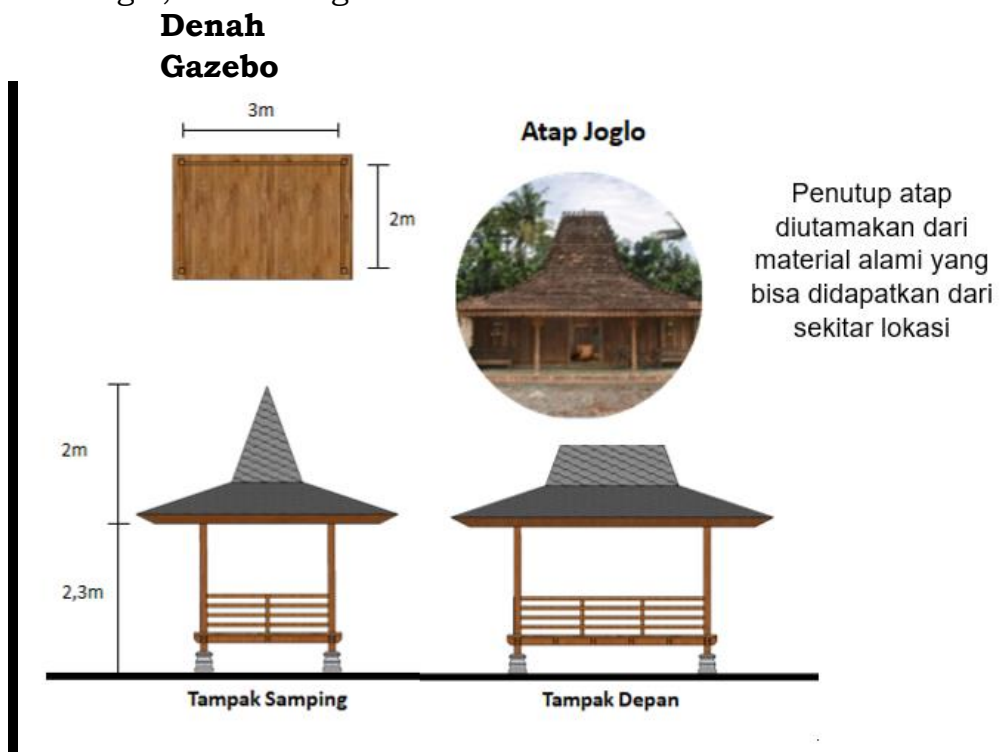 Denah
Gazebo
3m
2m
Atap Joglo
Penutup atap
diutamakan dari
material alami yang
bisa didapatkan dari
sekitar lokasi
2m
2,3m
Tampak Samping
Tampak Depan